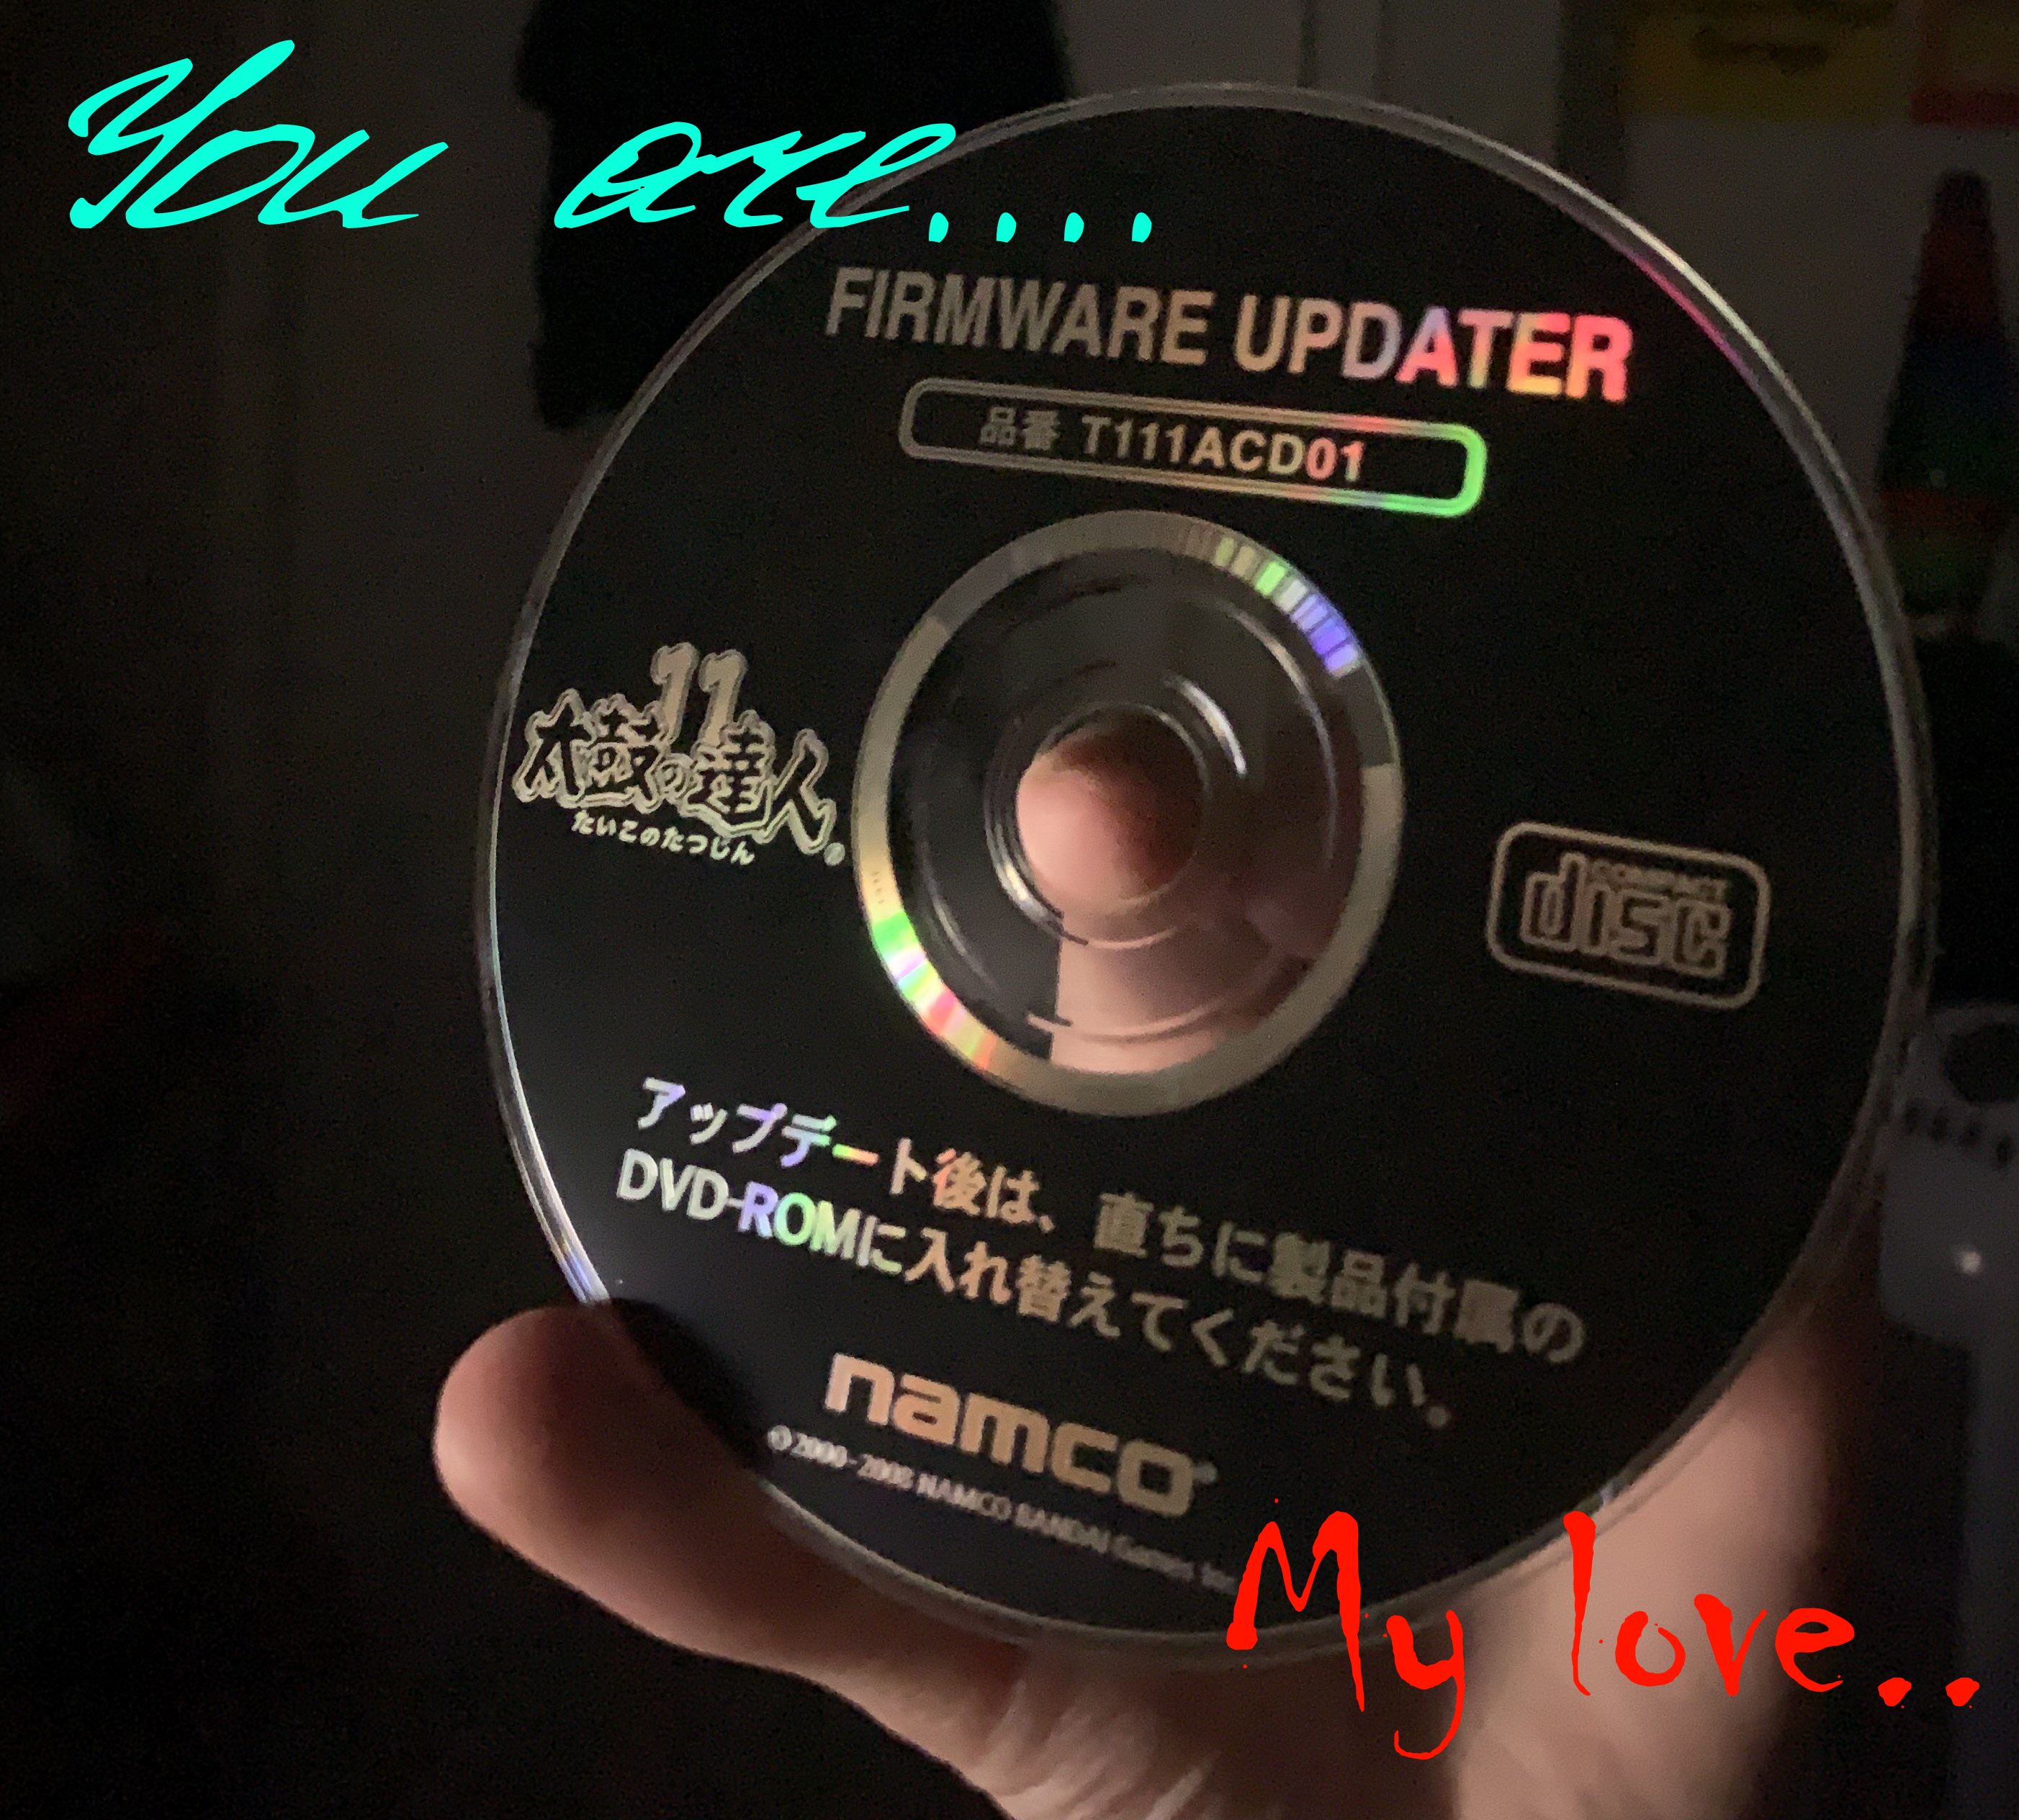 You are....
FIRMWARE UPDATER
品番 T111ACD01
11
太鼓の達人®
たいこのたつじん
COMPACT
disc
アップデート後は、直ちに製品付属の
DVD-ROMに入れ替えてください。
namco®
©2000-2008 NAMCO BANDAI Games Inc.
My love..